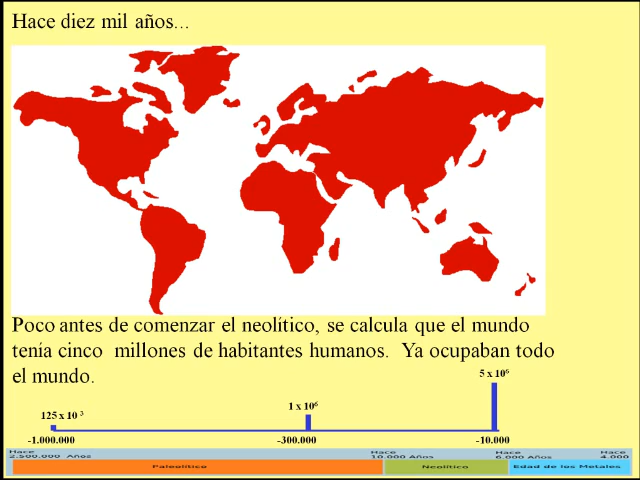 Hace diez mil años...
Poco antes de comenzar el neolítico, se calcula que el mundo
tenía cinco millones de habitantes humanos. Ya ocupaban todo
el mundo.
5 x 10⁶
1 x 10⁶
125 x 10 ³
-1.000.000 -300.000 -10.000
Hace Hace Hace Hace
2.500.000 Años 10.000 Años 6.000 Años 4.000
Paleolítico Neolítico Edad de los Metales